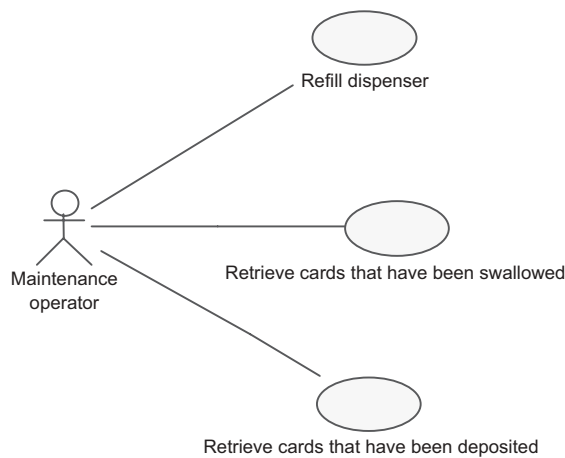 Refill dispenser
Maintenance
operator
Retrieve cards that have been swallowed
Retrieve cards that have been deposited